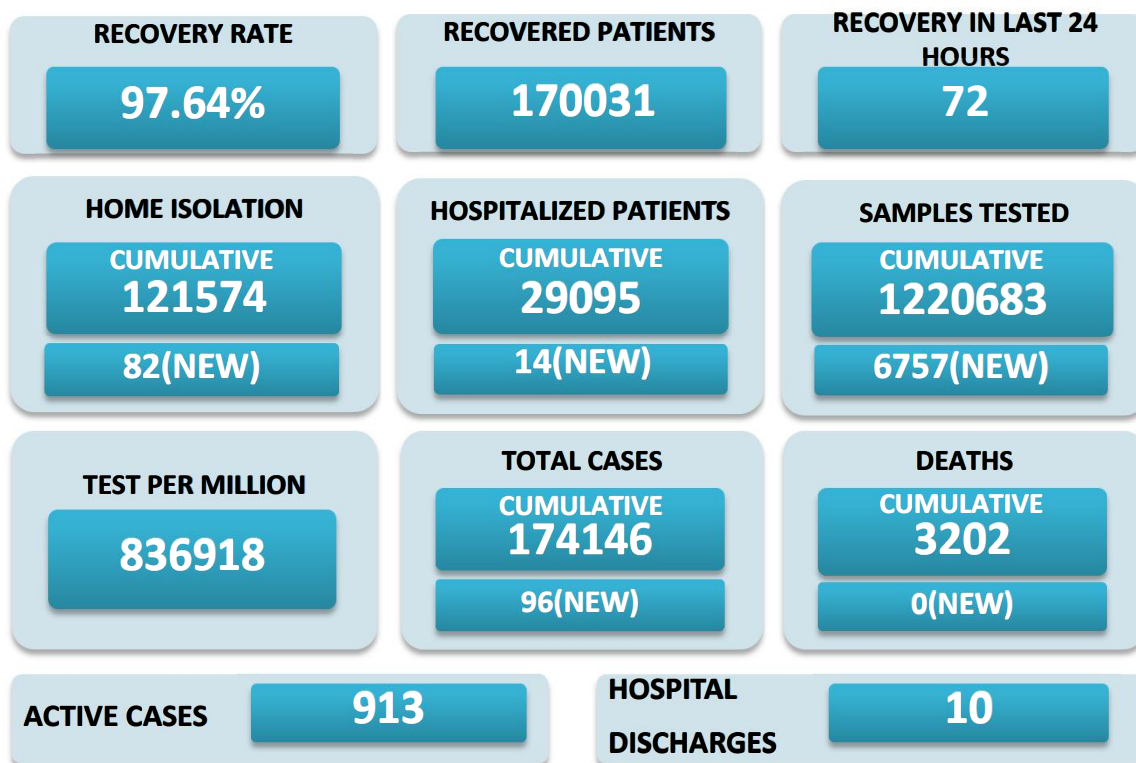 RECOVERY RATE
97.64%
RECOVERED PATIENTS
170031
RECOVERY IN LAST 24
HOURS
72
HOME ISOLATION
CUMULATIVE
121574
82(NEW)
HOSPITALIZED PATIENTS
CUMULATIVE
29095
14(NEW)
SAMPLES TESTED
CUMULATIVE
1220683
6757(NEW)
TEST PER MILLION
836918
TOTAL CASES
CUMULATIVE
174146
96(NEW)
DEATHS
CUMULATIVE
3202
0(NEW)
ACTIVE CASES
913
HOSPITAL
DISCHARGES
10